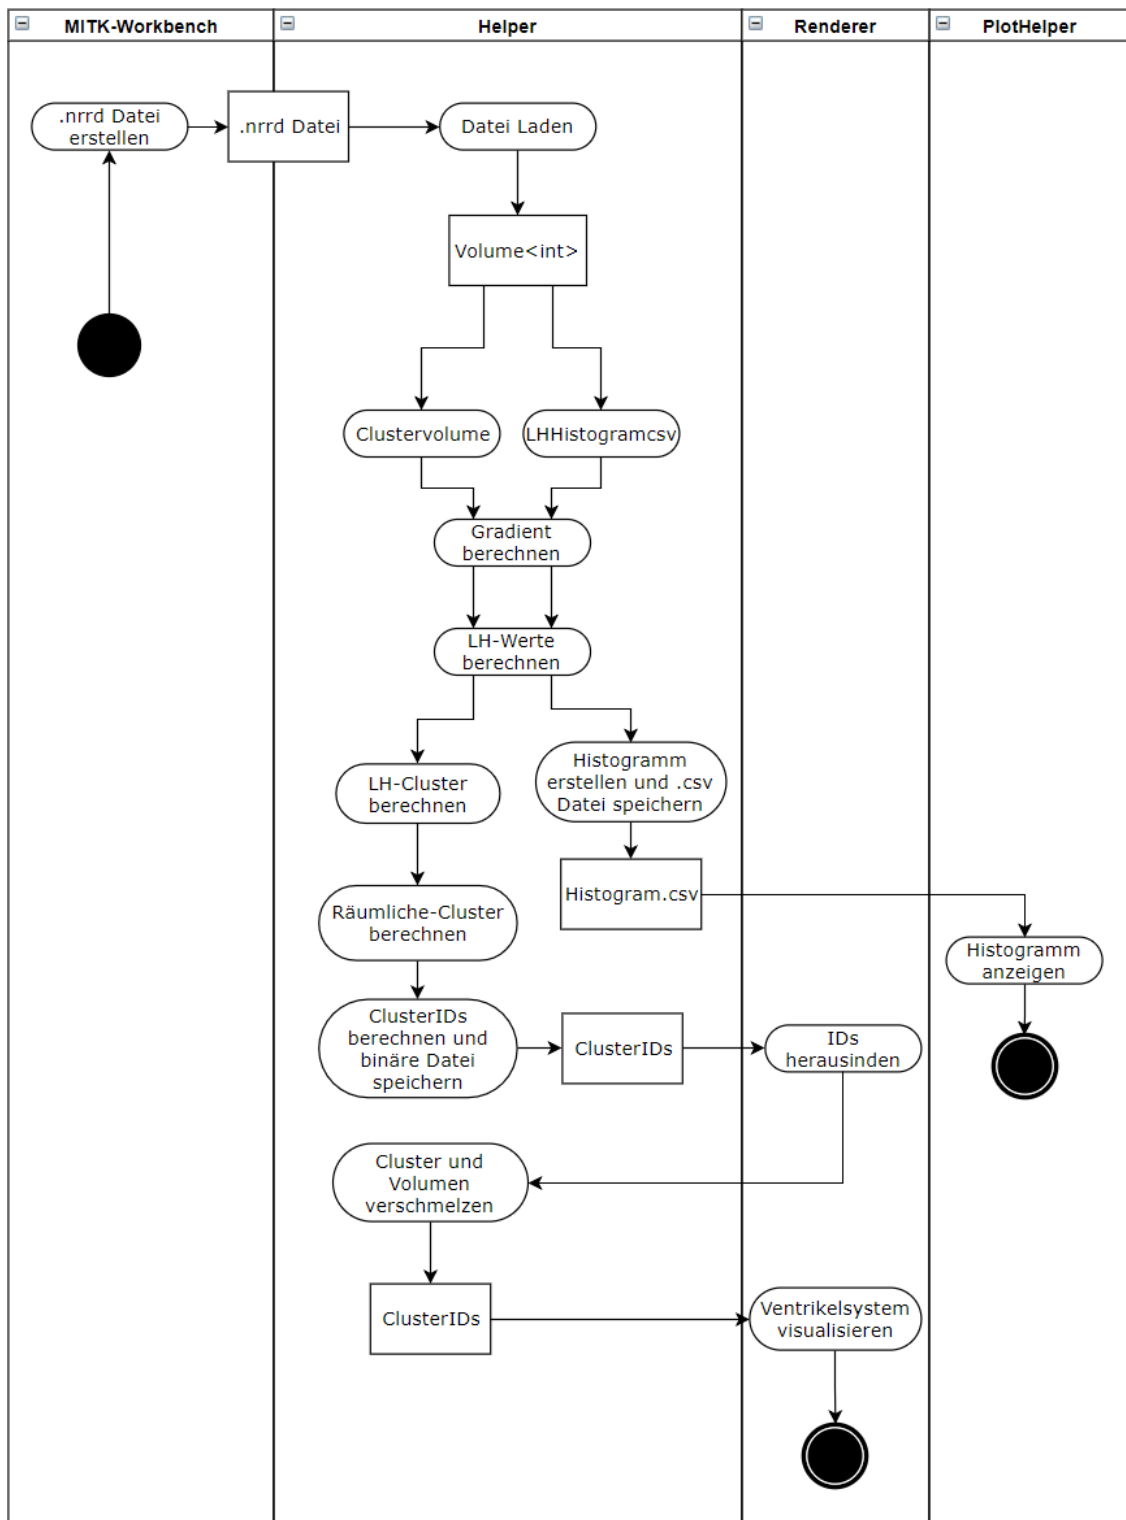 MITK-Workbench
Helper
Renderer
PlotHelper
.nrrd Datei
erstellen
.nrrd Datei
Datei Laden
Volume<int>
Clustervolume
LHHistogramcsv
Gradient
berechnen
LH-Werte
berechnen
LH-Cluster
berechnen
Histogramm
erstellen und .csv
Datei speichern
Histogram.csv
Räumliche-Cluster
berechnen
Histogramm
anzeigen
ClusterIDs
berechnen und
binäre Datei
speichern
ClusterIDs
IDs
herausinden
Cluster und
Volumen
verschmelzen
ClusterIDs
Ventrikelsystem
visualisieren